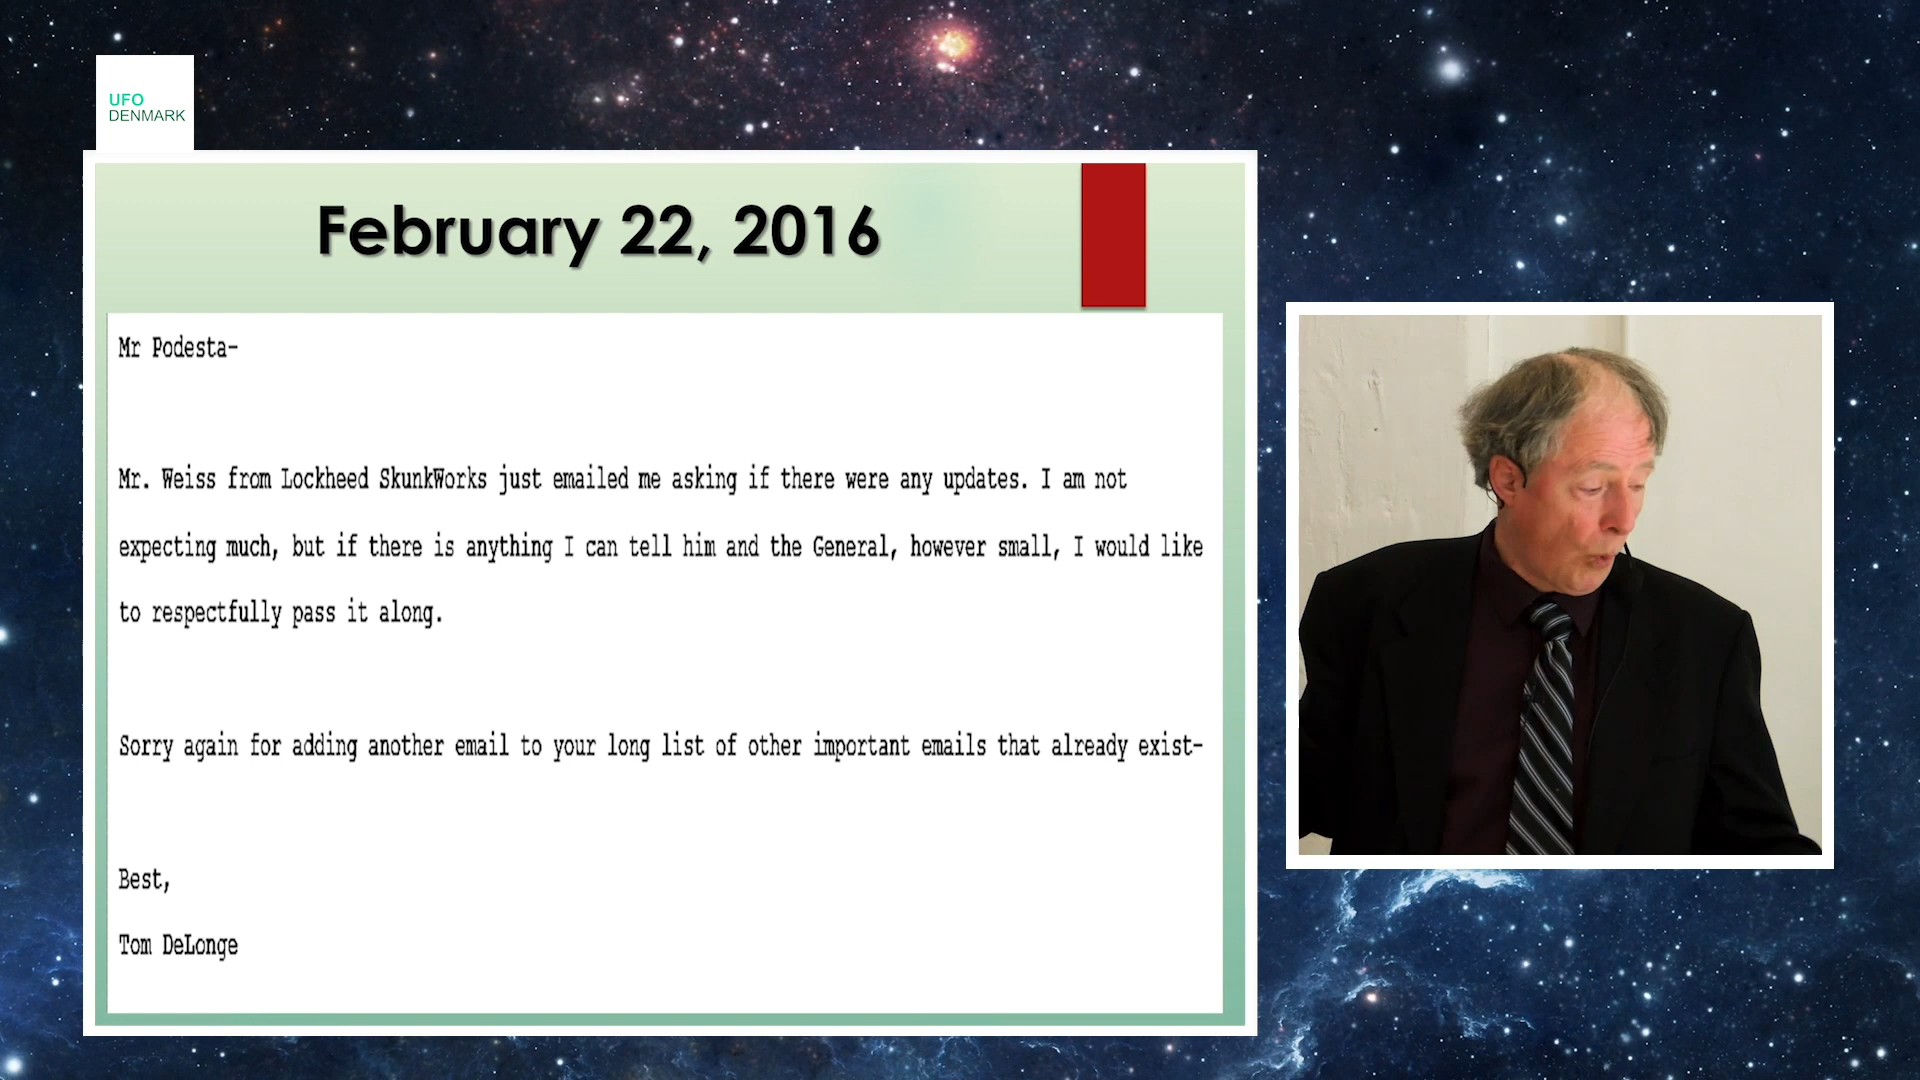 UFO
DENMARK
February 22, 2016
Mr Podesta-
Mr. Weiss from Lockheed SkunkWorks just emailed me asking if there were any updates. I am not
expecting much, but if there is anything I can tell him and the General, however small, I would like
to respectfully pass it along.
Sorry again for adding another email to your long list of other important emails that already exist-
Best,
Tom DeLonge